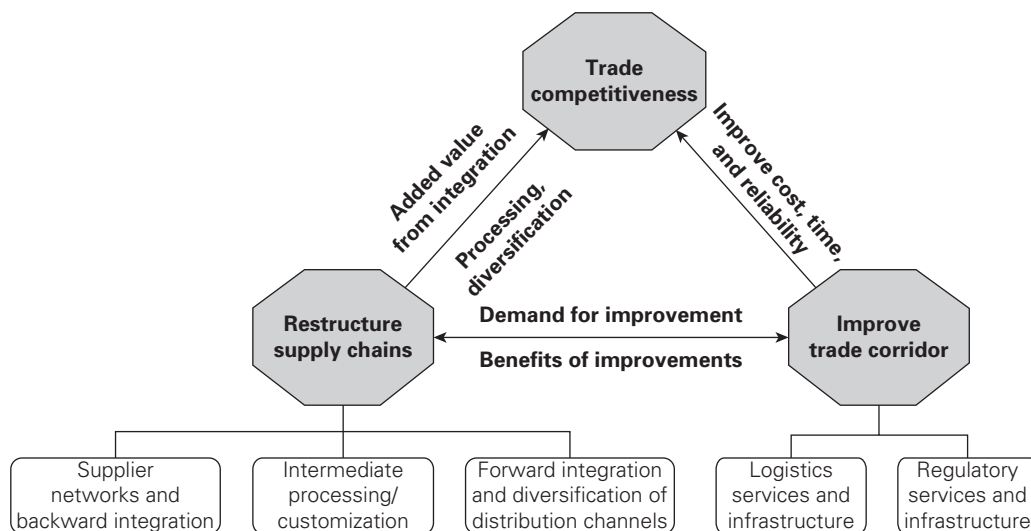 Trade
competitiveness
Added value
from integration
Processing,
diversification
Improve cost, time,
and reliability
Restructure
supply chains
Demand for improvement
Benefits of improvements
Improve
trade corridor
Supplier
networks and
backward integration
Intermediate
processing/
customization
Forward integration
and diversification of
distribution channels
Logistics
services and
infrastructure
Regulatory
services and
infrastructure